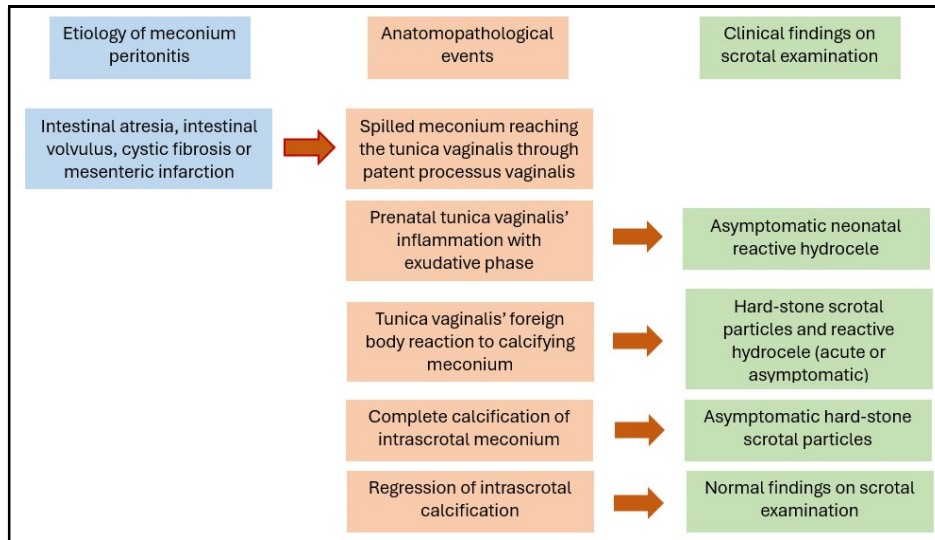 Etiology of meconium
peritonitis
Anatomopathological
events
Clinical findings on
scrotal examination
Intestinal atresia, intestinal
volvulus, cystic fibrosis or
mesenteric infarction
Spilled meconium reaching
the tunica vaginalis through
patent processus vaginalis
Prenatal tunica vaginalis’
inflammation with
exudative phase
Asymptomatic neonatal
reactive hydrocele
Tunica vaginalis’ foreign
body reaction to calcifying
meconium
Hard-stone scrotal
particles and reactive
hydrocele (acute or
asymptomatic)
Complete calcification of
intrascrotal meconium
Asymptomatic hard-stone
scrotal particles
Regression of intrascrotal
calcification
Normal findings on scrotal
examination